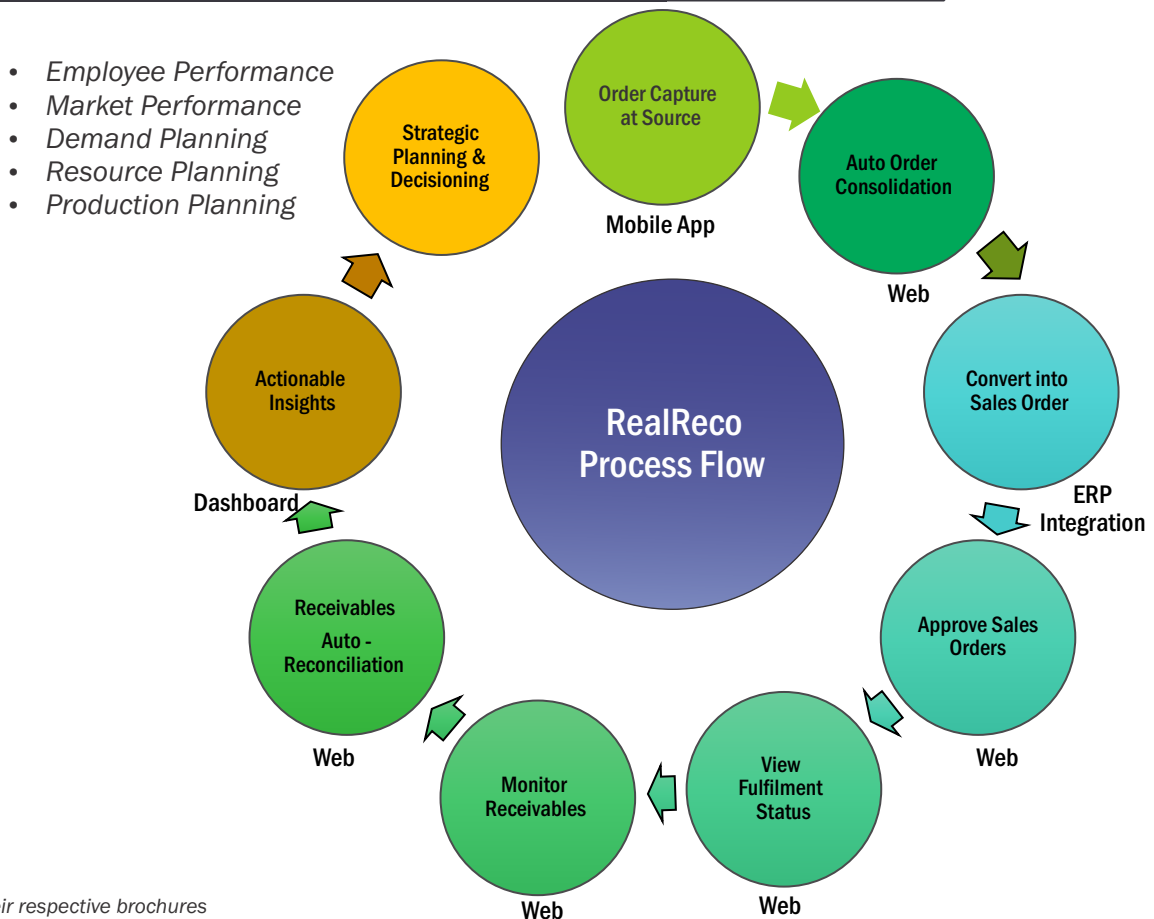 • Employee Performance
• Market Performance
• Demand Planning
• Resource Planning
• Production Planning
Strategic
Planning &
Decisioning
Order Capture
at Source
Mobile App
Auto Order
Consolidation
Web
Convert into
Sales Order
ERP
Integration
Approve Sales
Orders
Web
View
Fulfilment
Status
Web
Monitor
Receivables
Web
Receivables
Auto -
Reconciliation
Web
Actionable
Insights
Dashboard
RealReco
Process Flow
respective brochures